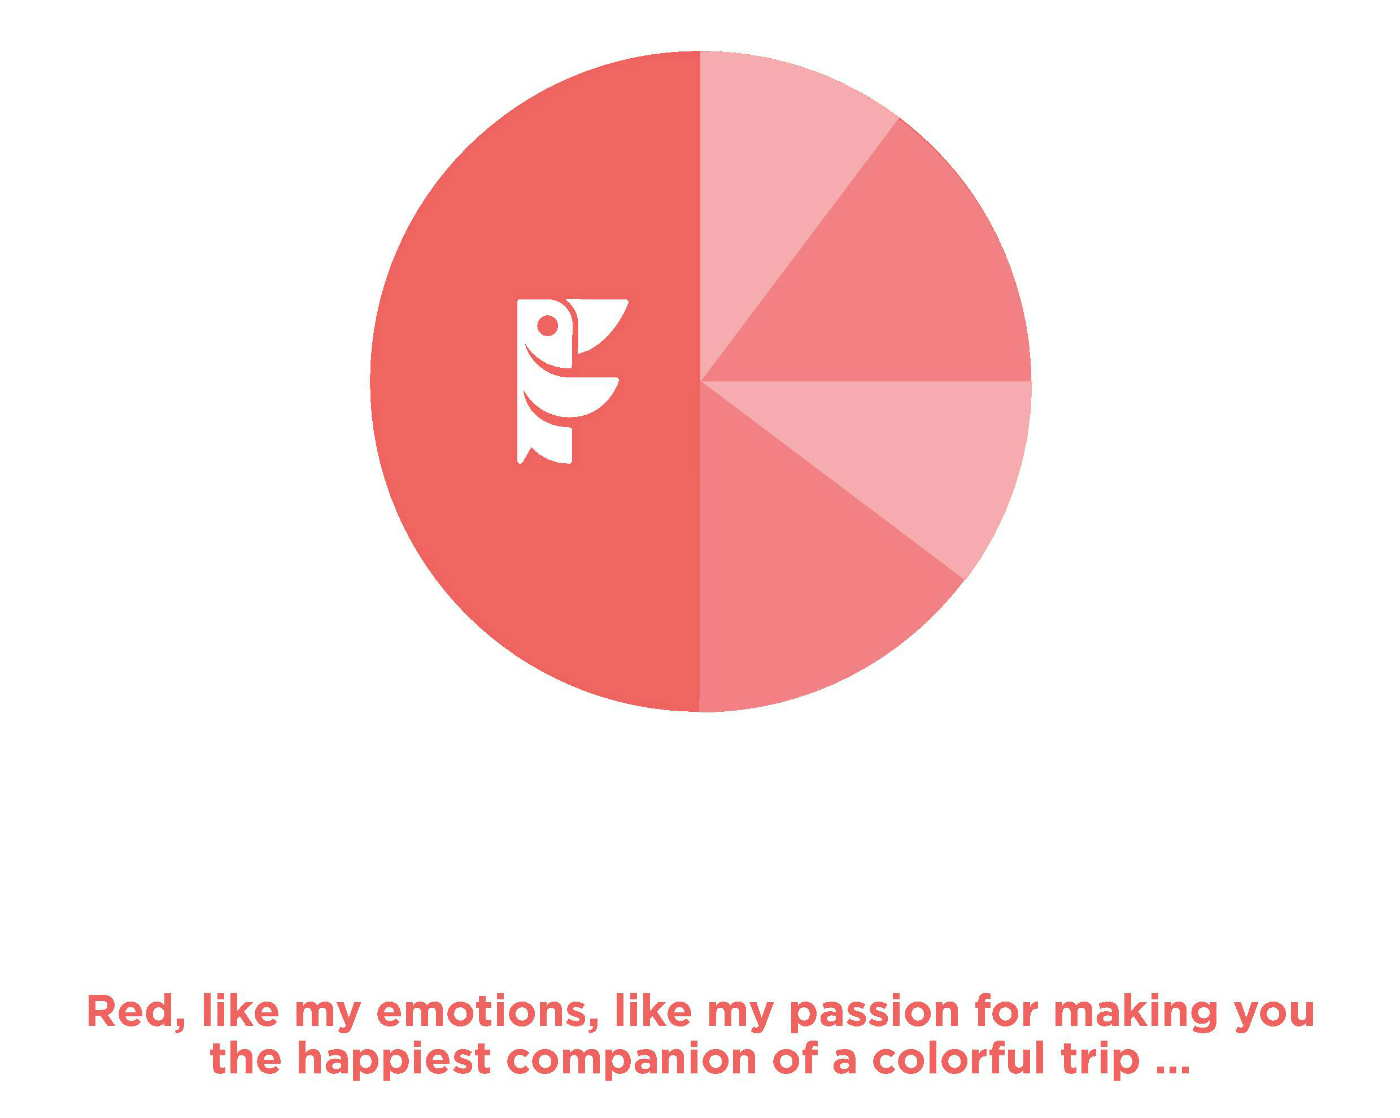 Red, like my emotions, like my passion for making you
the happiest companion of a colorful trip ...